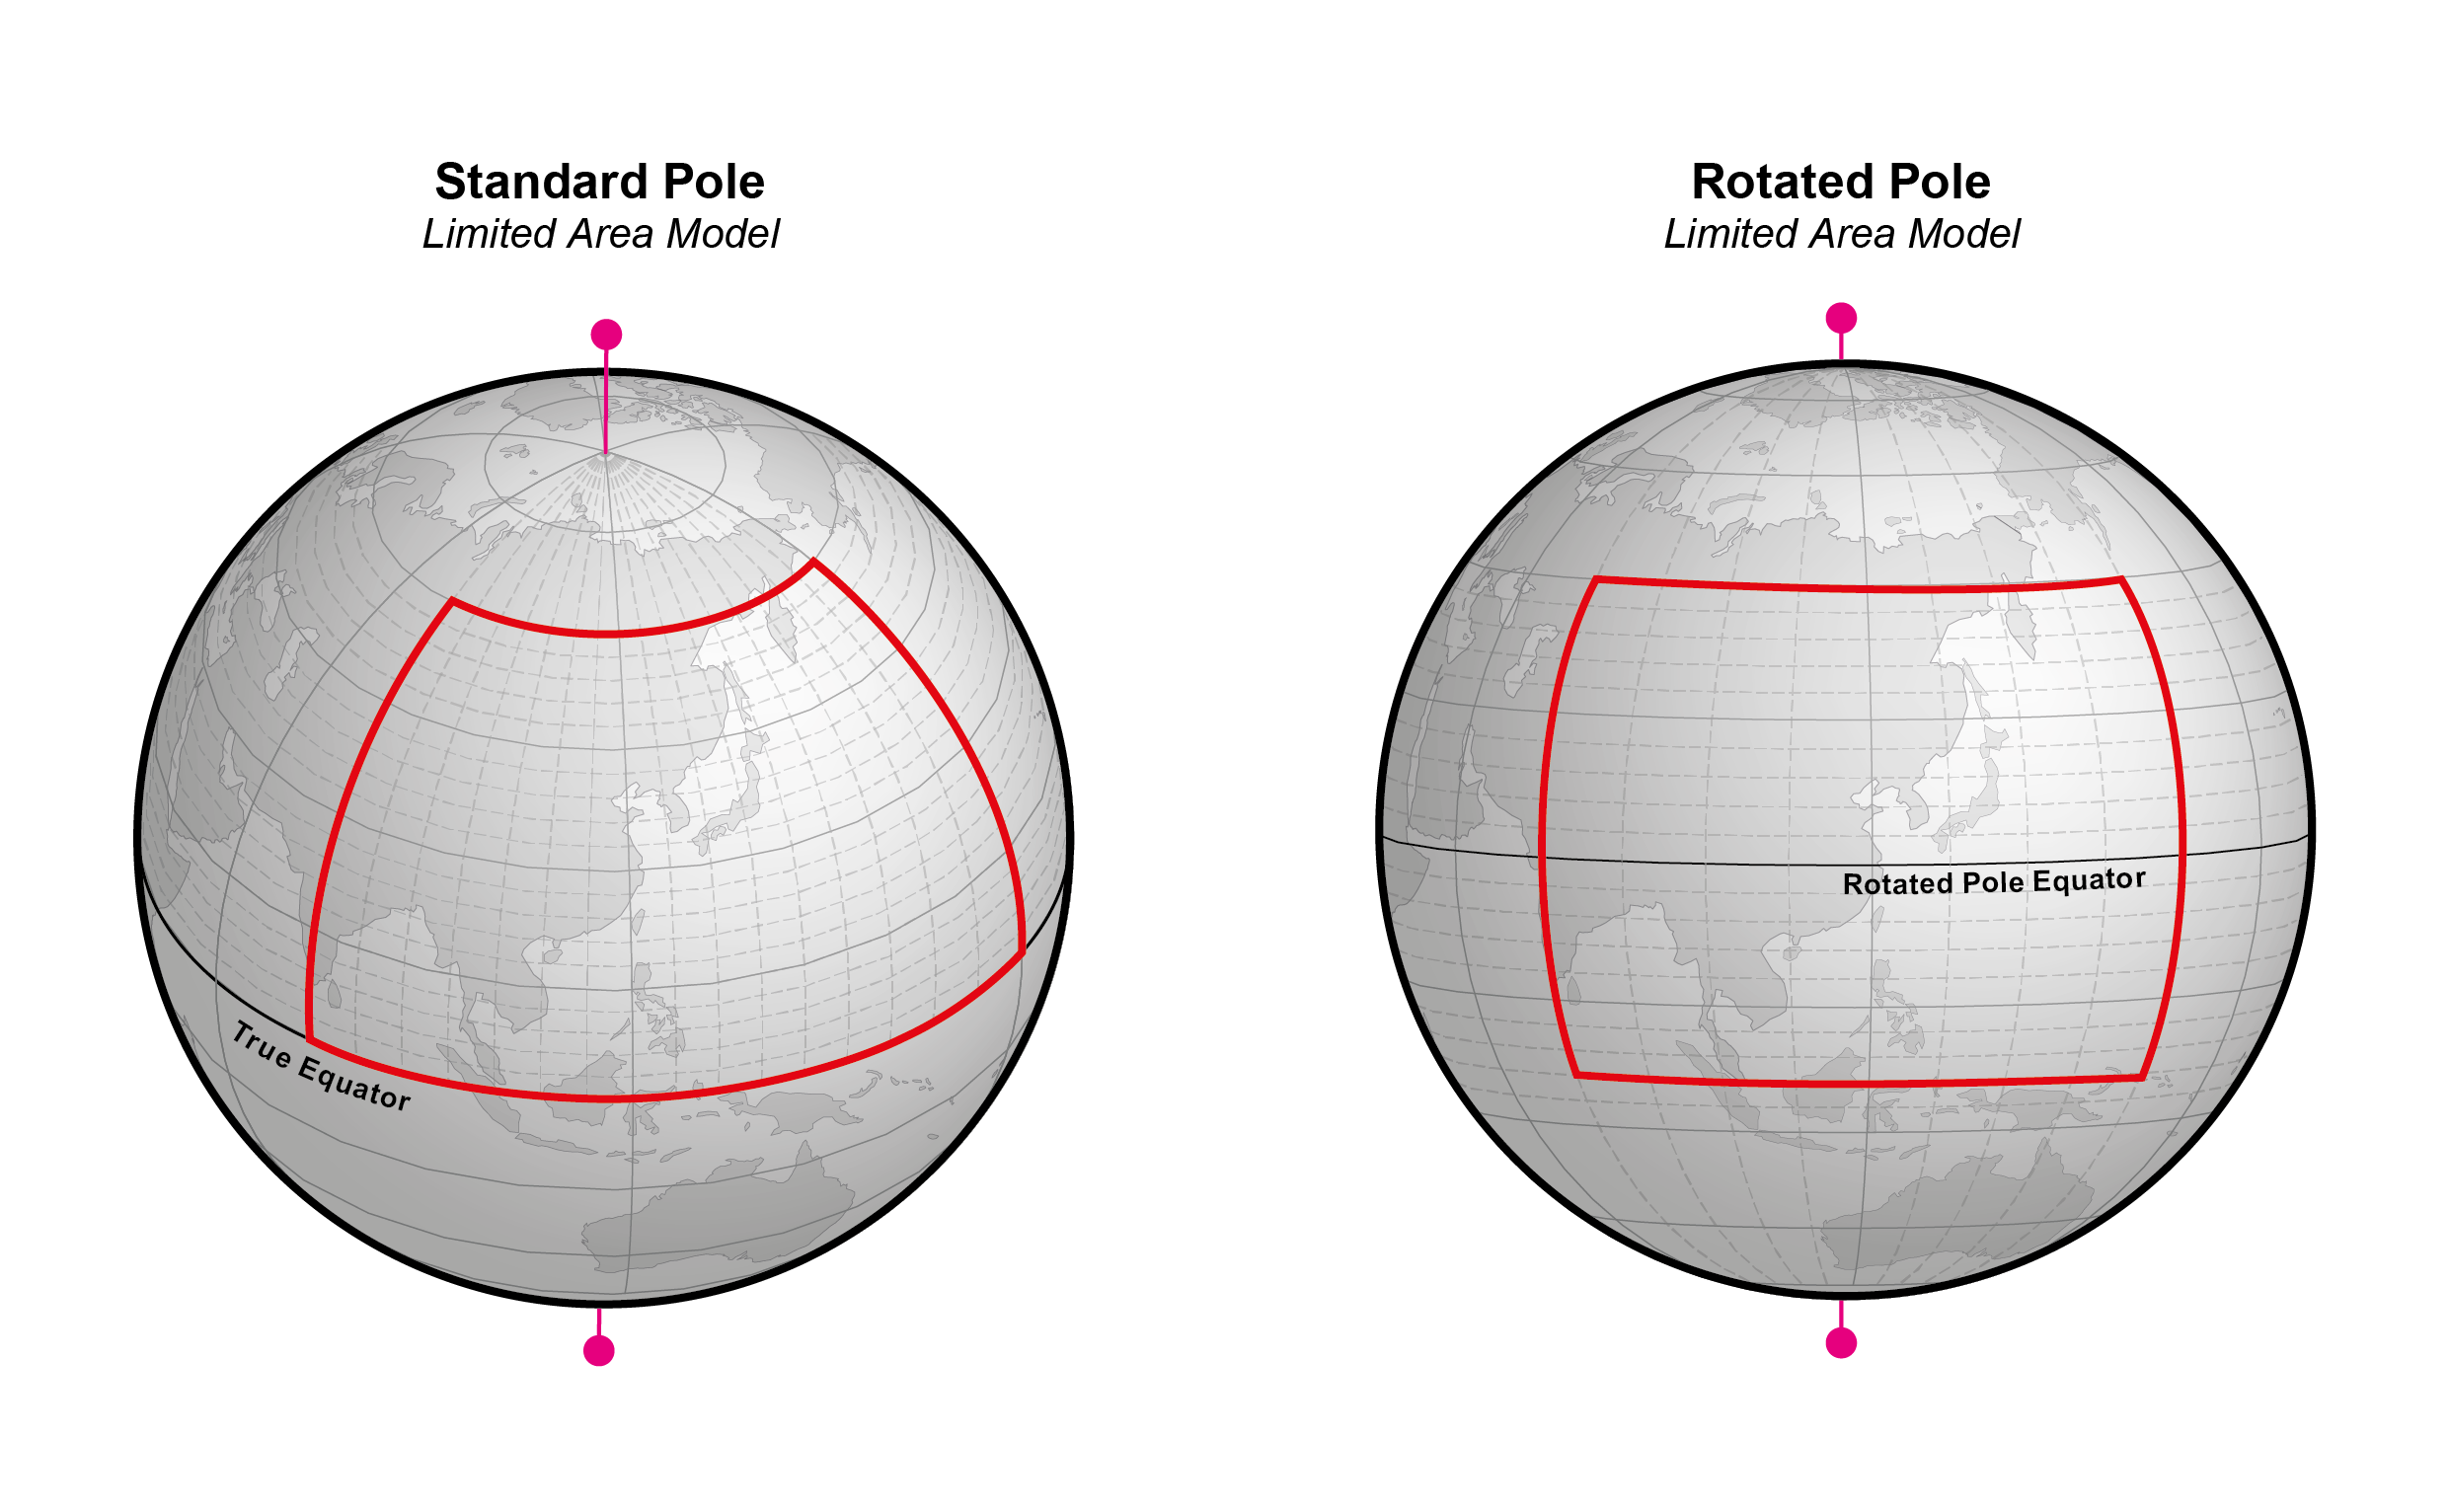 Standard Pole
Limited Area Model
Rotated Pole
Limited Area Model
True Equator
Rotated Pole Equator